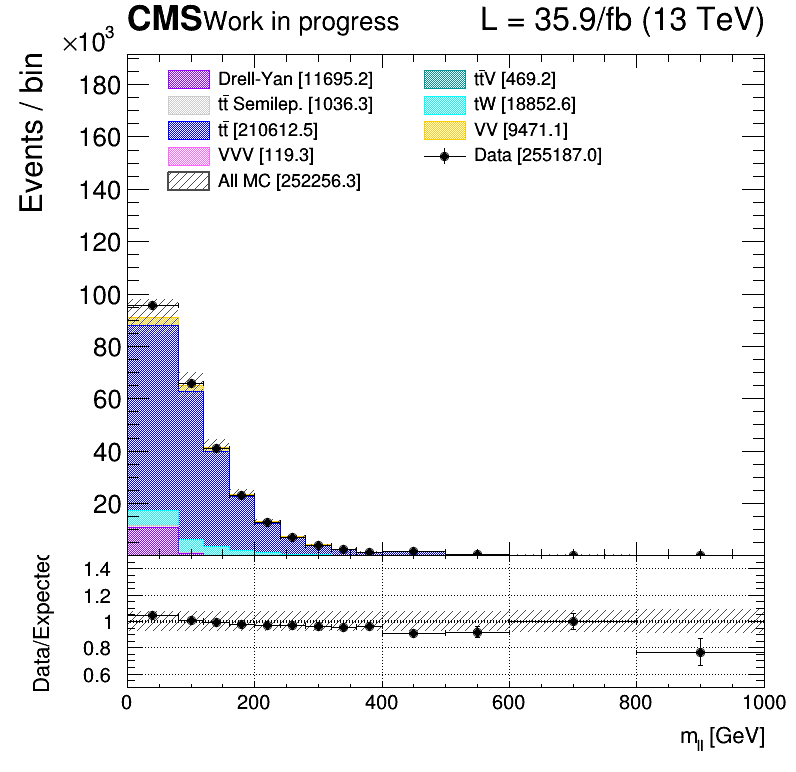 CMS Work in progress L = 35.9/fb (13 TeV)
×10³
Events / bin
180
160
140
120
100
80
60
40
20
Drell-Yan [11695.2]
tt̄ Semilep. [1036.3]
tt̄ [210612.5]
VVV [119.3]
All MC [252256.3]
tt̄V [469.2]
tW [18852.6]
VV [9471.1]
Data [255187.0]
Data/Expected
1.4
1.2
1
0.8
0.6
0 200 400 600 800 1000
m_ll [GeV]